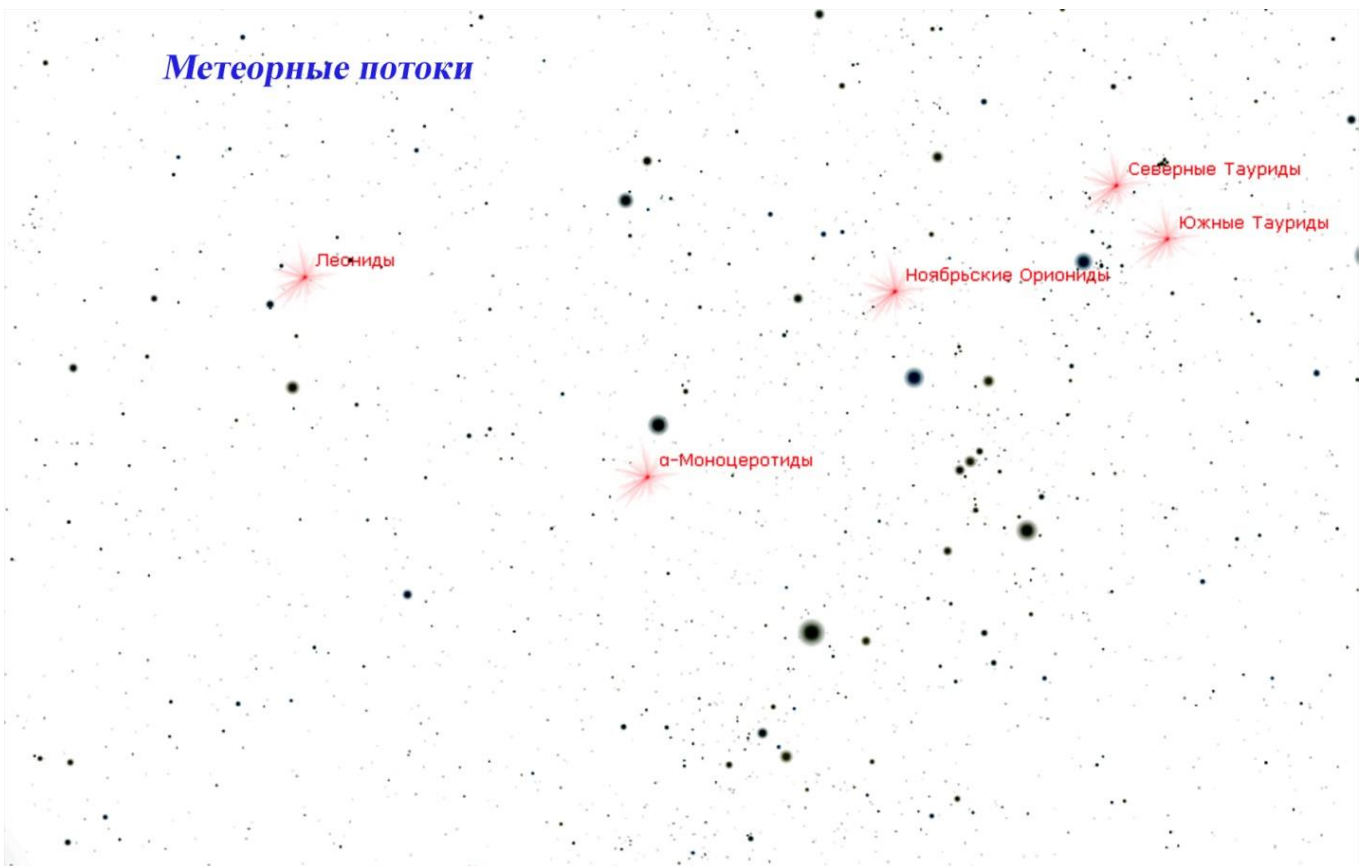 Метеорные потоки
Северные Тауриды
Южные Тауриды
Леониды
Ноябрьские Ориониды
α-Моноцеротиды